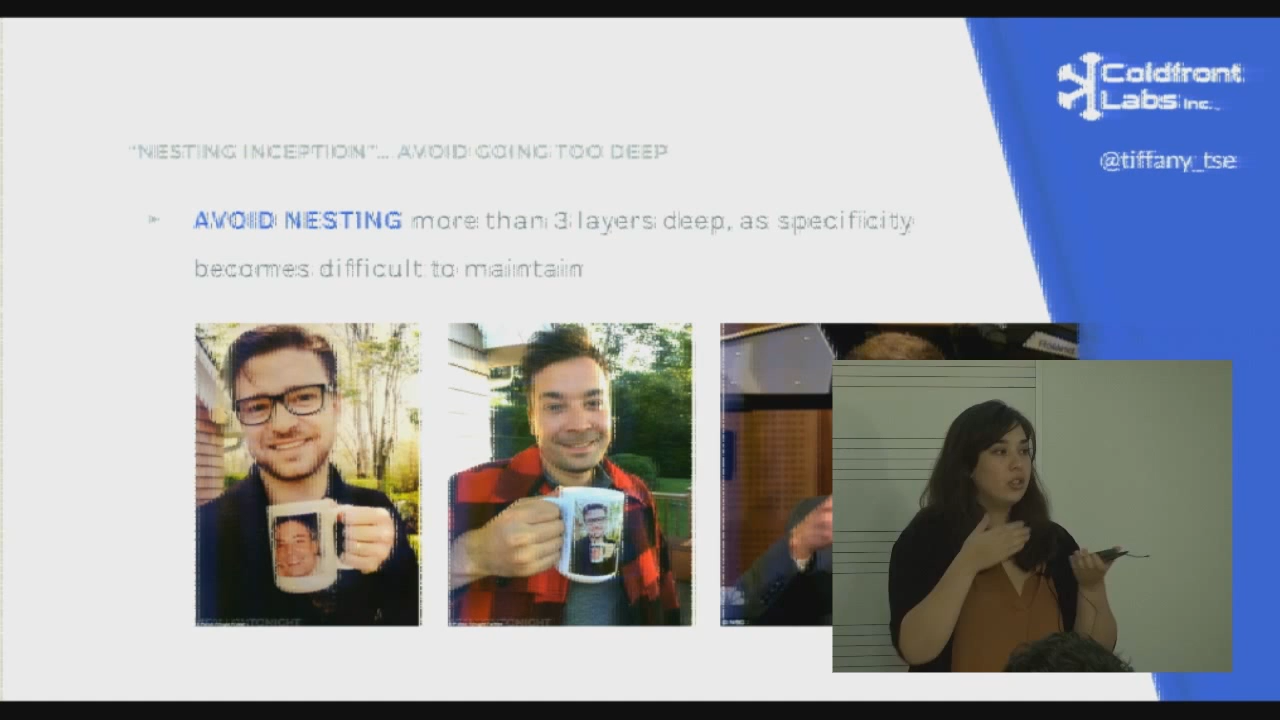 Coldfront
Labs Inc.
@tiffany_tse
"NESTING INCEPTION"... AVOID GOING TOO DEEP
► AVOID NESTING more than 3 layers deep, as specificity
becomes difficult to maintain
Roland